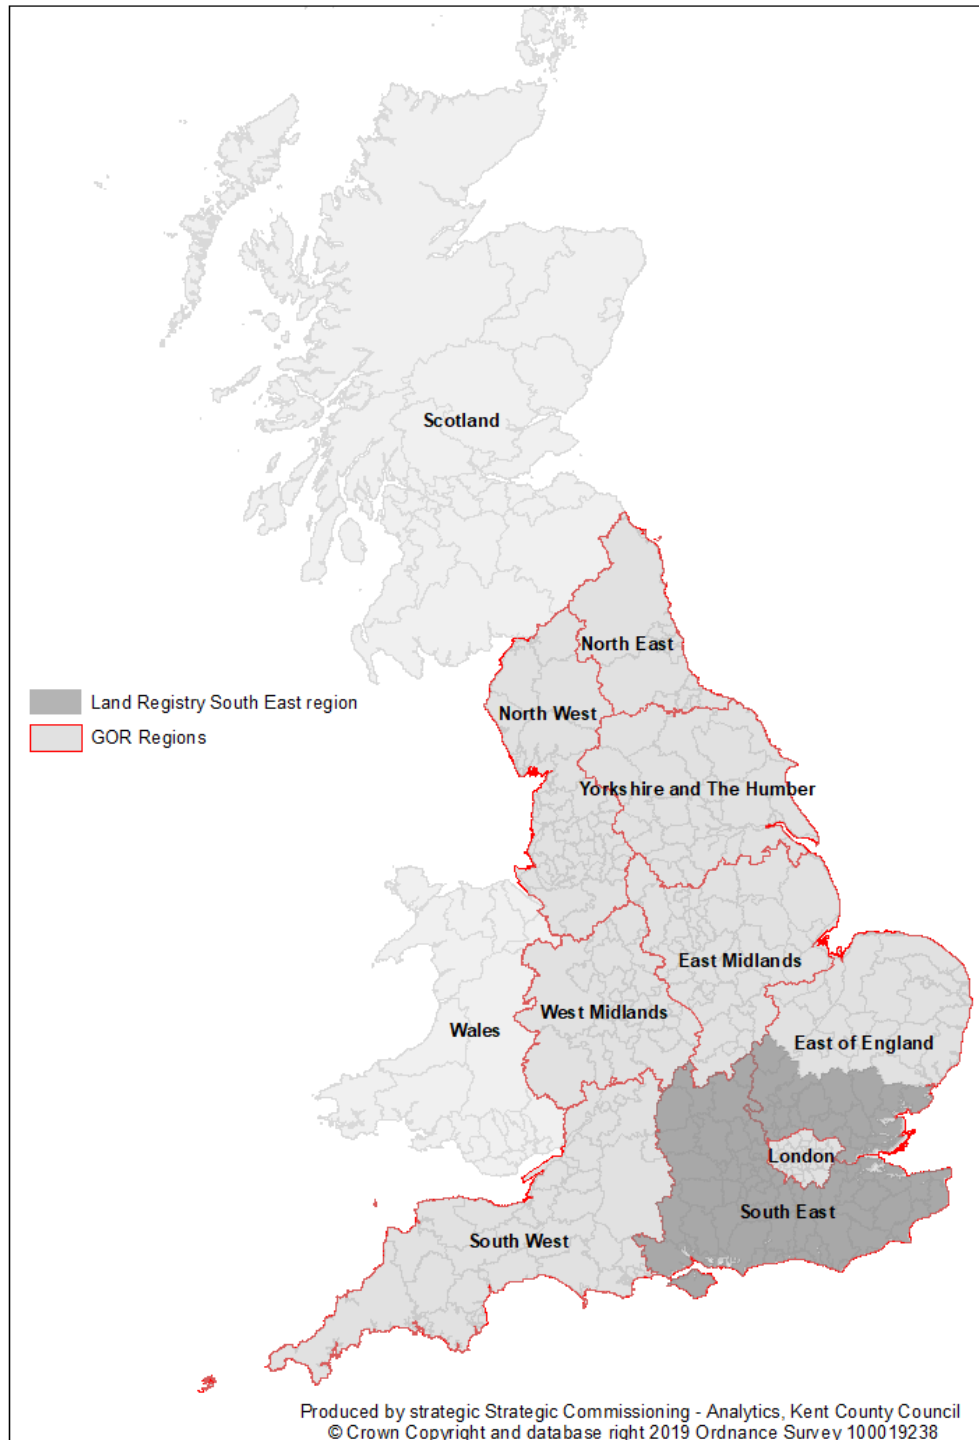 Scotland
North East
Land Registry South East region
North West
GOR Regions
Yorkshire and The Humber
East Midlands
West Midlands
Wales
East of England
London
South East
South West
Produced by strategic Strategic Commissioning - Analytics, Kent County Council
© Crown Copyright and database right 2019 Ordnance Survey 100019238